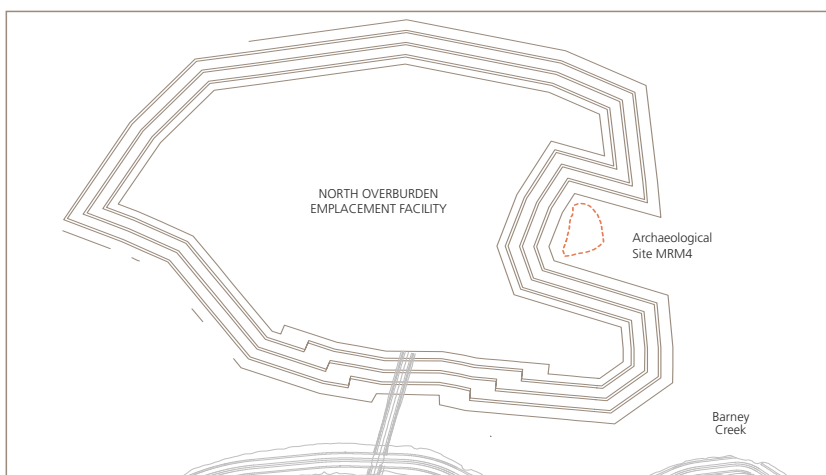 NORTH OVERBURDEN
EMPLACEMENT FACILITY
Archaeological
Site MRM4
Barney
Creek